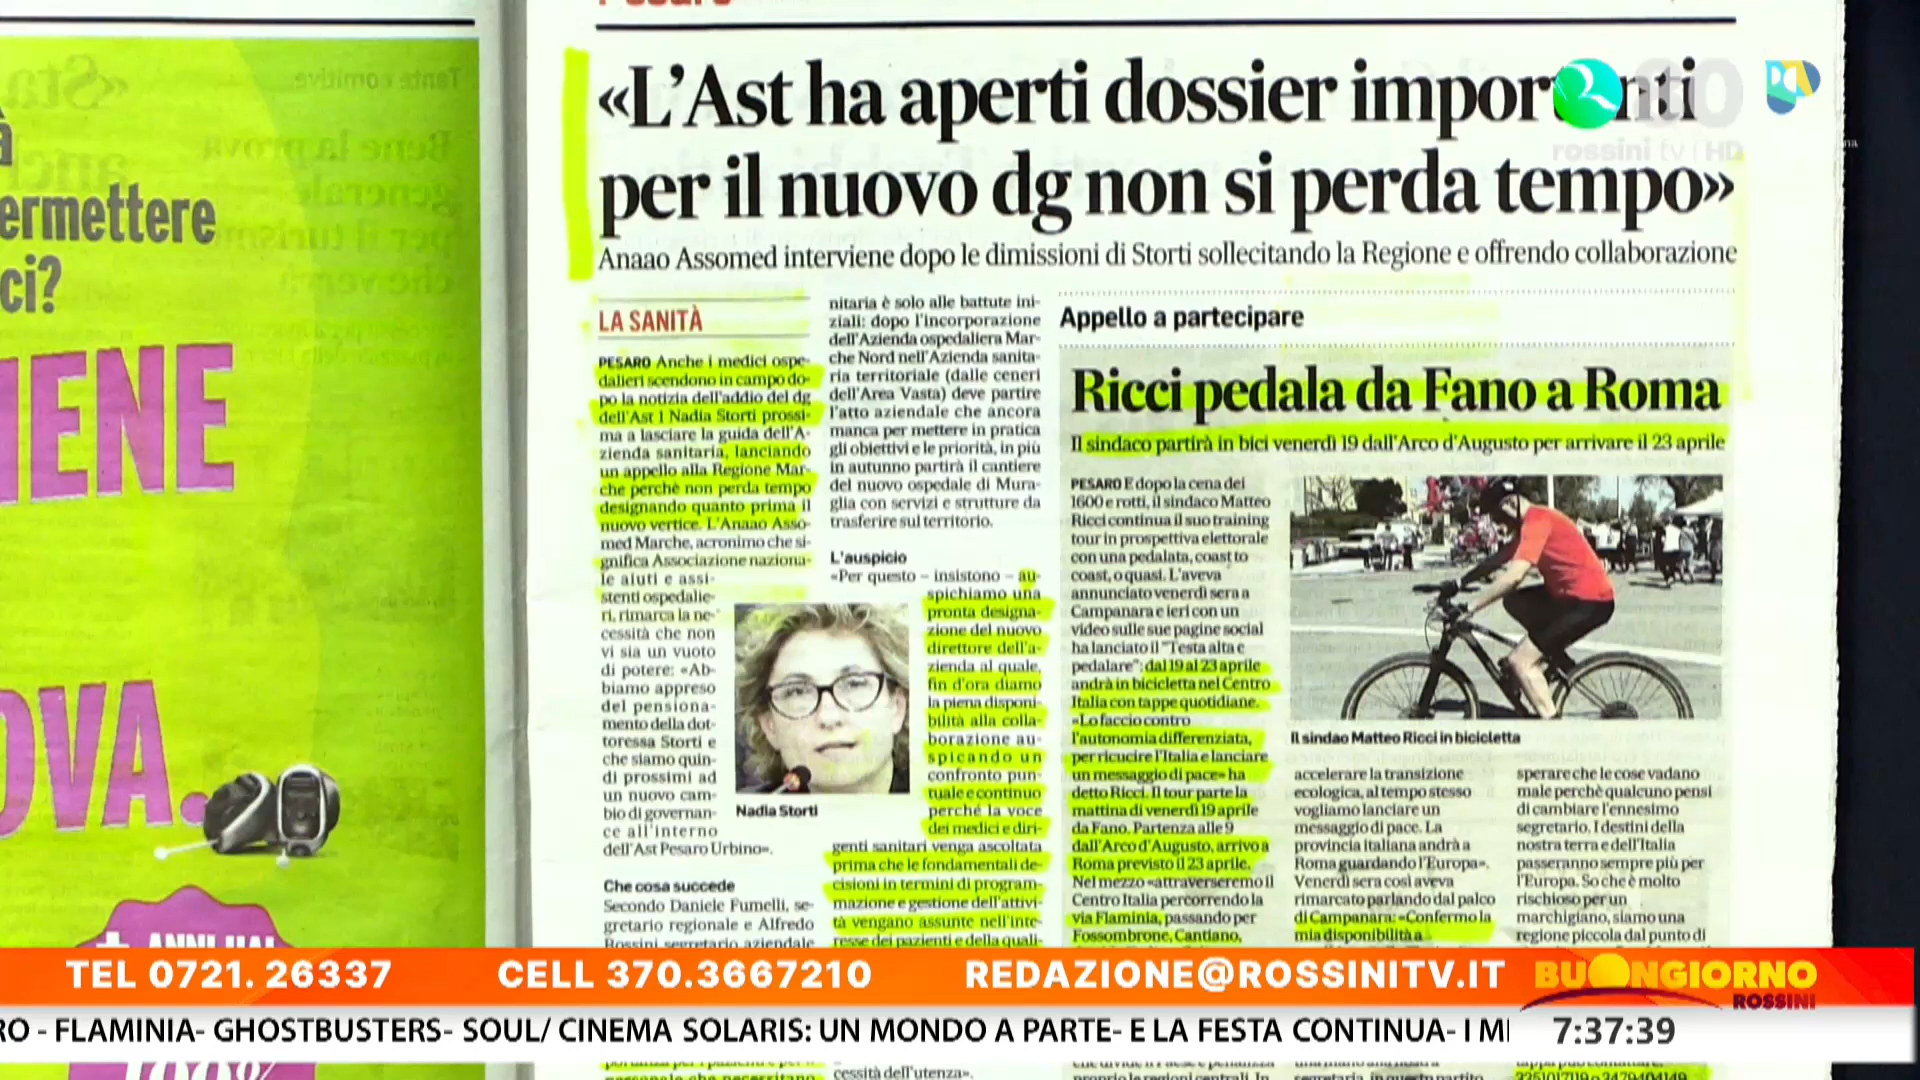 «L'Ast ha aperti dossier importanti
per il nuovo dg non si perda tempo»
Anaao Assomed interviene dopo le dimissioni di Storti sollecitando la Regione e offrendo collaborazione
LA SANITÀ
PESARO Anche i medici ospe-
dalieri scendono in campo do-
po la notizia dell'addio del dg
dell'Ast 1 Nadia Storti prossi-
ma a lasciare la guida dell'A-
zienda sanitaria, lanciando
un appello alla Regione Mar-
che perchè non perda tempo
designando quanto prima il
nuovo vertice. L'Anaao Asso-
med Marche, acronimo che si-
gnifica Associazione naziona-
le aiuti e assi-
stenti ospedalie-
ri, rimarca la ne-
cessità che non
vi sia un vuoto
di potere: «Ab-
biamo appreso
del pensiona-
mento della dot-
toressa Storti e
che siamo quin-
di prossimi ad
un nuovo cam-
bio di governan-
ce all'interno
dell'Ast Pesaro Urbino».
Che cosa succede
Secondo Daniele Fumelli, se-
gretario regionale e Alfredo
Rossini segretario aziendale
nitaria è solo alle battute ini-
ziali: dopo l'incorporazione
dell'Azienda ospedaliera Mar-
che Nord nell'Azienda sanita-
ria territoriale (dalle ceneri
dell'Area Vasta) deve partire
l'atto aziendale che ancora
manca per mettere in pratica
gli obiettivi e le priorità, in più
in autunno partirà il cantiere
del nuovo ospedale di Mura-
glia con servizi e strutture da
trasferire sul territorio.
L'auspicio
«Per questo – insistono – au-
spichiamo una
pronta designa-
zione del nuovo
direttore dell'a-
zienda al quale,
fin d'ora diamo
la piena disponi-
bilità alla colla-
borazione au-
spicando un
confronto pun-
tuale e continuo
perché la voce
dei medici e diri-
genti sanitari venga ascoltata
prima che le fondamentali de-
cisioni in termini di program-
mazione e gestione dell'attivi-
tà vengano assunte nell'inte-
resse dei pazienti e della quali-
cessità dell'utenza».
Nadia Storti
Appello a partecipare
Ricci pedala da Fano a Roma
Il sindaco partirà in bici venerdì 19 dall'Arco d'Augusto per arrivare il 23 aprile
PESARO E dopo la cena dei
1600 e rotti, il sindaco Matteo
Ricci continua il suo training
tour in prospettiva elettorale
con una pedalata, coast to
coast, o quasi. L'aveva
annunciato venerdì sera a
Campanara e ieri con un
video sulle sue pagine social
ha lanciato il "Testa alta e
pedalare": dal 19 al 23 aprile
andrà in bicicletta nel Centro
Italia con tappe quotidiane.
«Lo faccio contro
l'autonomia differenziata,
per ricucire l'Italia e lanciare
un messaggio di pace» ha
detto Ricci. Il tour parte la
mattina di venerdì 19 aprile
da Fano. Partenza alle 9
dall'Arco d'Augusto, arrivo a
Roma previsto il 23 aprile.
Nel mezzo «attraverseremo il
Centro Italia percorrendo la
via Flaminia, passando per
Fossombrone, Cantiano,
Il sindao Matteo Ricci in bicicletta
accelerare la transizione
ecologica, al tempo stesso
vogliamo lanciare un
messaggio di pace. La
provincia italiana andrà a
Roma guardando l'Europa».
Venerdì sera così aveva
rimarcato parlando dal palco
di Campanara: «Confermo la
mia disponibilità a
sperare che le cose vadano
male perchè qualcuno pensi
di cambiare l'ennesimo
segretario. I destini della
nostra terra e dell'Italia
passeranno sempre più per
l'Europa. So che è molto
rischioso per un
marchigiano, siamo una
regione piccola dal punto di
ermettere
ci?
IENE
OVA.
80
rossini tv | HD
TEL 0721. 26337 CELL 370.3667210 REDAZIONE@ROSSINITV.IT
BUONGIORNO
ROSSINI
RO - FLAMINIA- GHOSTBUSTERS- SOUL/ CINEMA SOLARIS: UN MONDO A PARTE- E LA FESTA CONTINUA- I MI
7:37:39